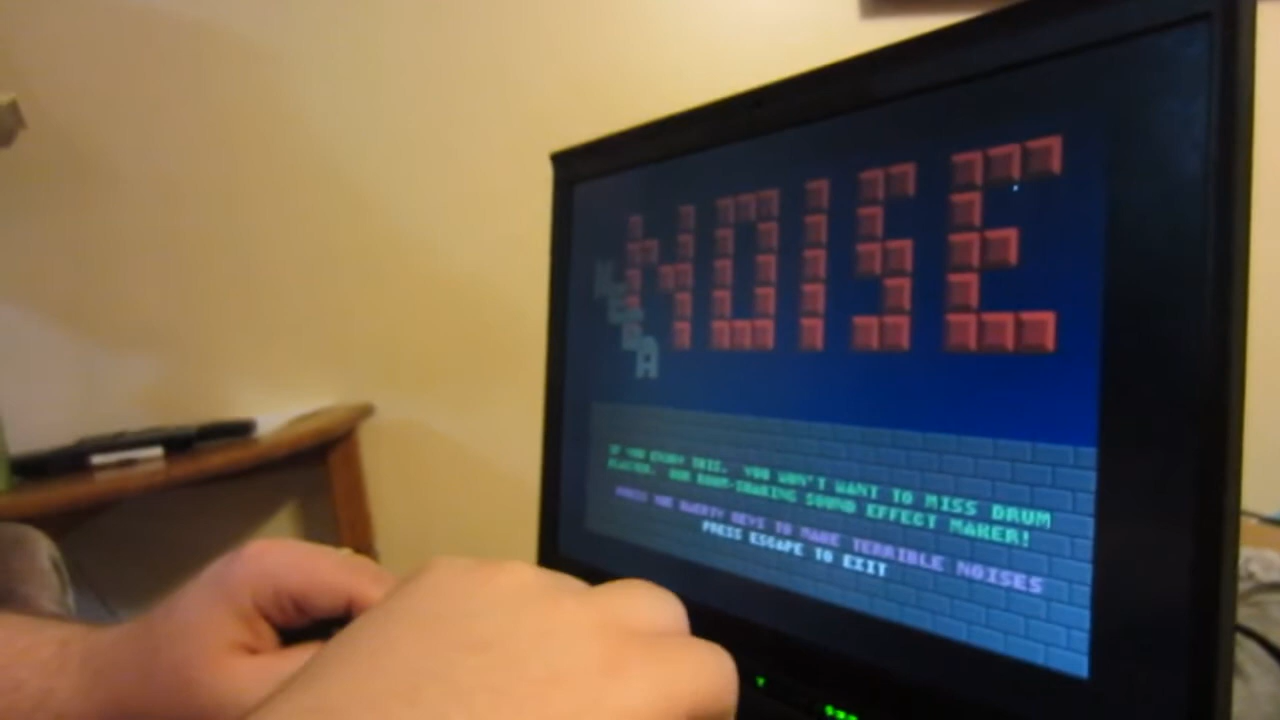 MEGA
NOISE
IF YOU ENJOY THIS, YOU WON'T WANT TO MISS DRUM
MASTER, OUR ROOM-SHAKING SOUND EFFECT MAKER!
PRESS THE QWERTY KEYS TO MAKE TERRIBLE NOISES
PRESS ESCAPE TO EXIT